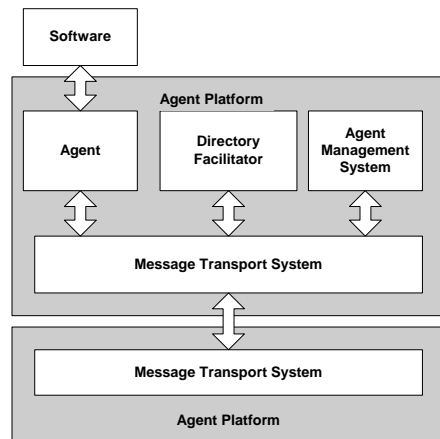 Software
Agent Platform
Agent
Directory
Facilitator
Agent
Management
System
Message Transport System
Message Transport System
Agent Platform